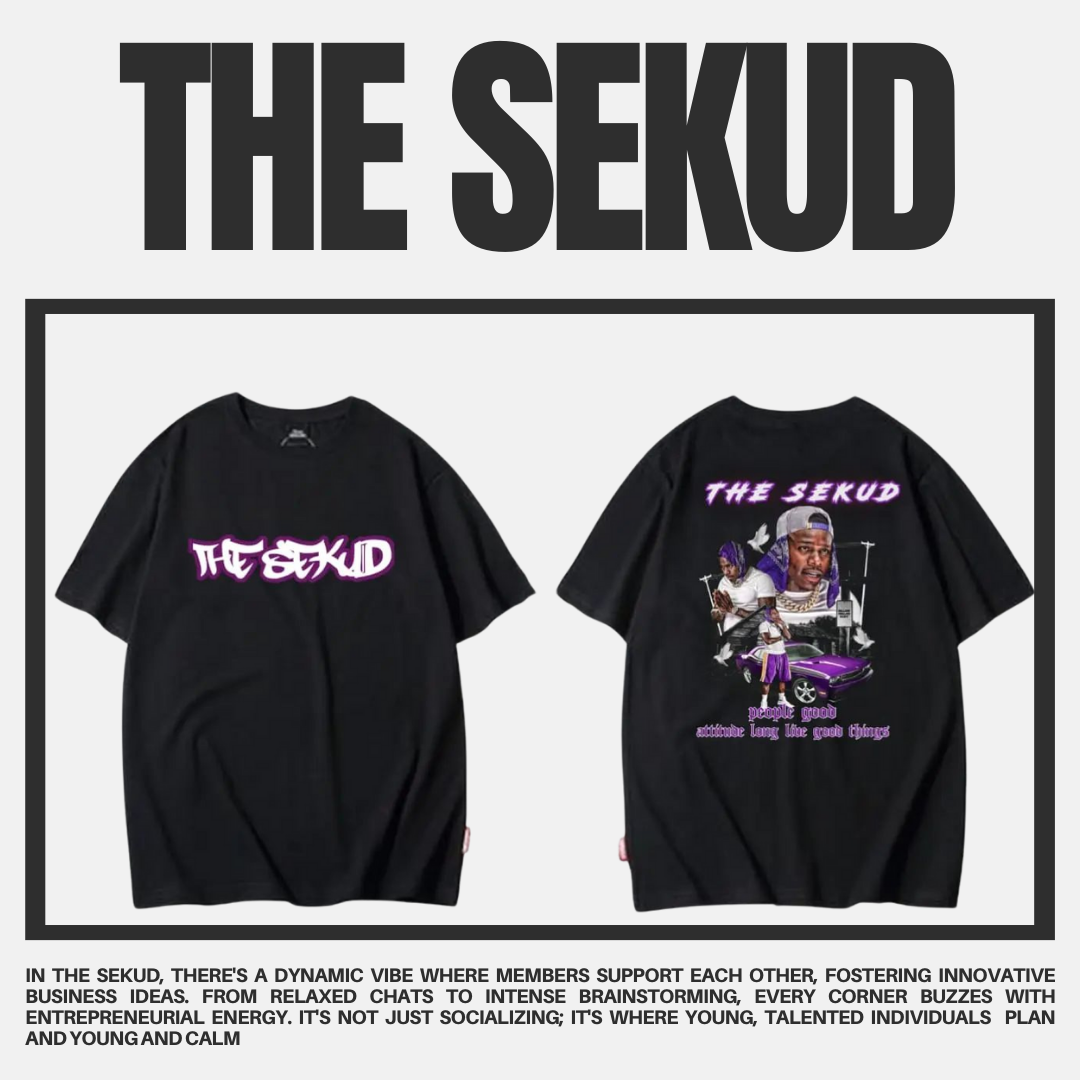 THE SEKUD
THE SEKUD
THE SEKUD
people good
attitude long live good things
IN THE SEKUD, THERE'S A DYNAMIC VIBE WHERE MEMBERS SUPPORT EACH OTHER, FOSTERING INNOVATIVE
BUSINESS IDEAS. FROM RELAXED CHATS TO INTENSE BRAINSTORMING, EVERY CORNER BUZZES WITH
ENTREPRENEURIAL ENERGY. IT'S NOT JUST SOCIALIZING; IT'S WHERE YOUNG, TALENTED INDIVIDUALS PLAN
AND YOUNG AND CALM